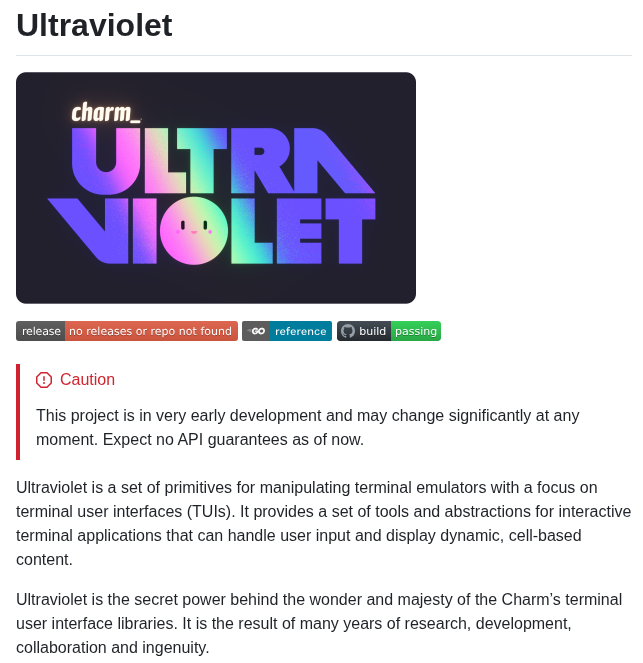 Ultraviolet
charm_
ULTRA
VIOLET
release no releases or repo not found GO reference build passing
Caution
This project is in very early development and may change significantly at any
moment. Expect no API guarantees as of now.
Ultraviolet is a set of primitives for manipulating terminal emulators with a focus on
terminal user interfaces (TUIs). It provides a set of tools and abstractions for interactive
terminal applications that can handle user input and display dynamic, cell-based
content.
Ultraviolet is the secret power behind the wonder and majesty of the Charm’s terminal
user interface libraries. It is the result of many years of research, development,
collaboration and ingenuity.